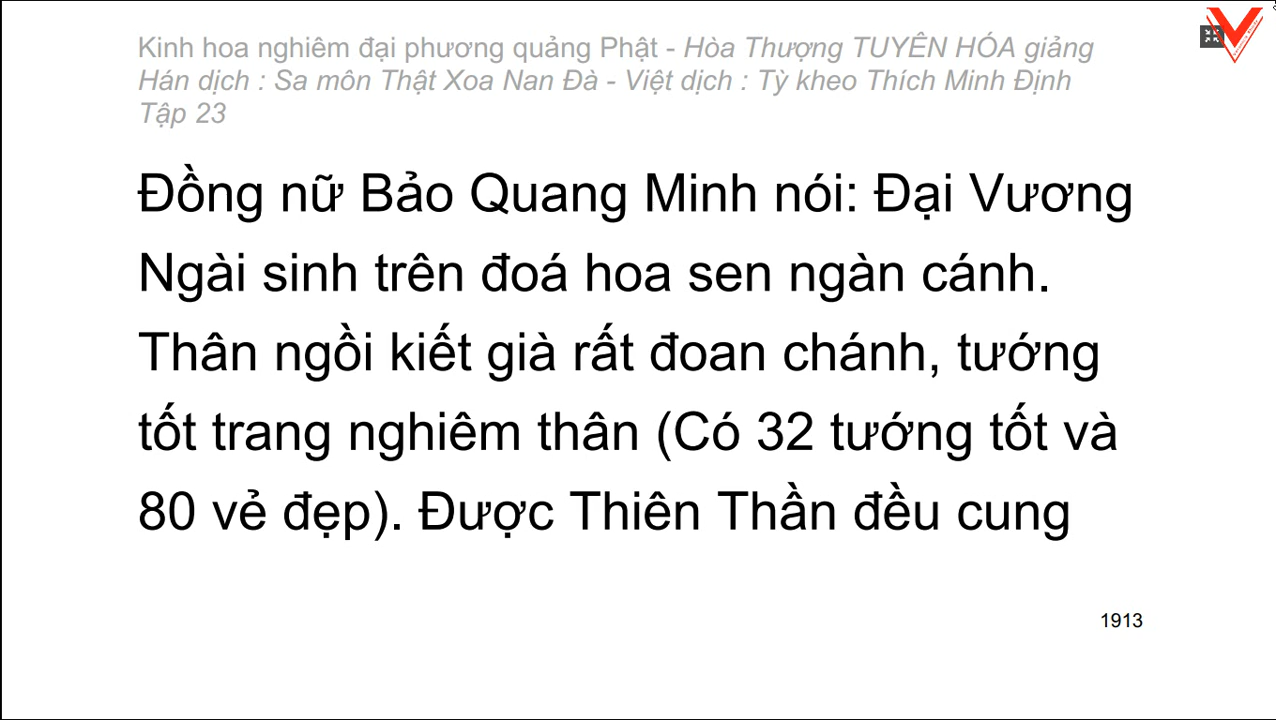 Kinh hoa nghiêm đại phương quảng Phật - Hòa Thượng TUYÊN HÓA giảng
Hán dịch : Sa môn Thật Xoa Nan Đà - Việt dịch : Tỳ kheo Thích Minh Định
Tập 23
Đồng nữ Bảo Quang Minh nói: Đại Vương
Ngài sinh trên đoá hoa sen ngàn cánh.
Thân ngồi kiết già rất đoan chánh, tướng
tốt trang nghiêm thân (Có 32 tướng tốt và
80 vẻ đẹp). Được Thiên Thần đều cung
1913